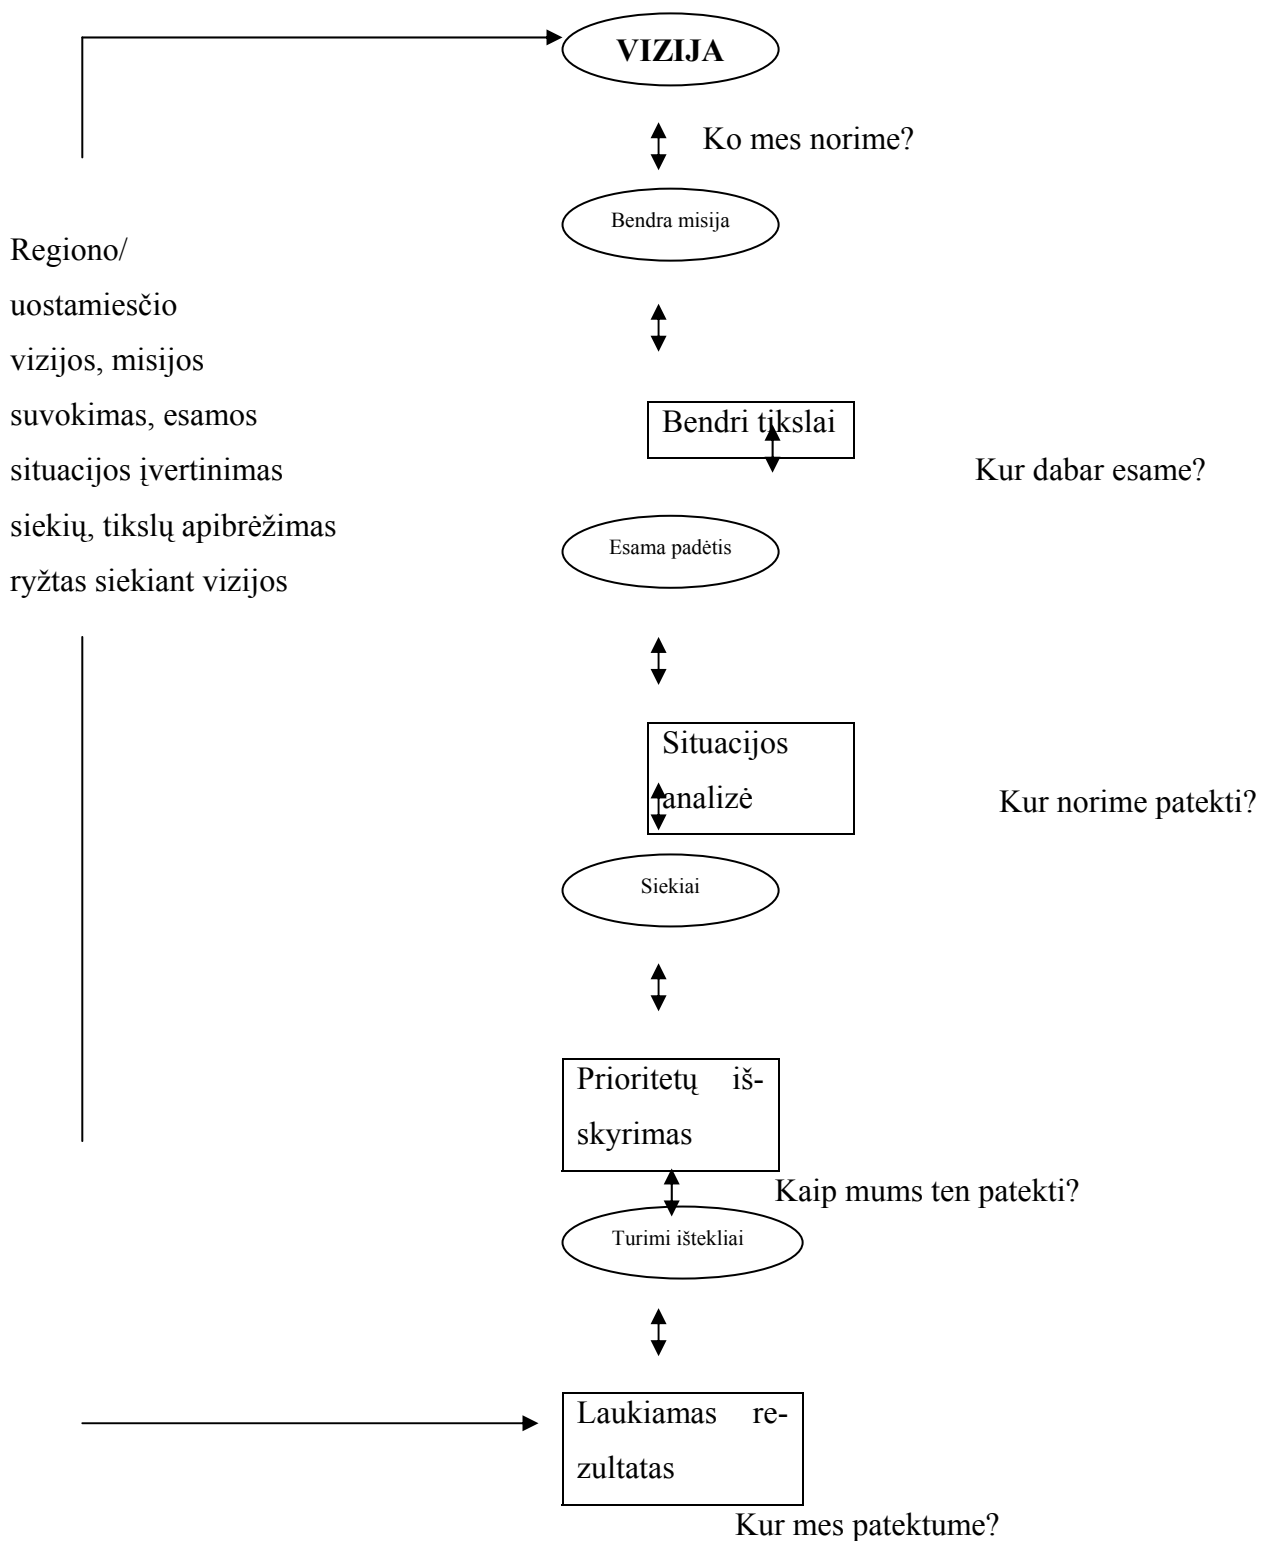 VIZIJA
Ko mes norime?
Bendra misija
Regiono/
uostamiesčio
vizijos, misijos
suvokimas, esamos
situacijos įvertinimas
siekių, tikslų apibrėžimas
ryžtas siekiant vizijos
Bendri tikslai
Kur dabar esame?
Esama padėtis
Situacijos
analizė
Kur norime patekti?
Siekiai
Prioritetų iš-
skyrimas
Kaip mums ten patekti?
Turimi ištekliai
Laukiamas re-
zultatas
Kur mes patektume?